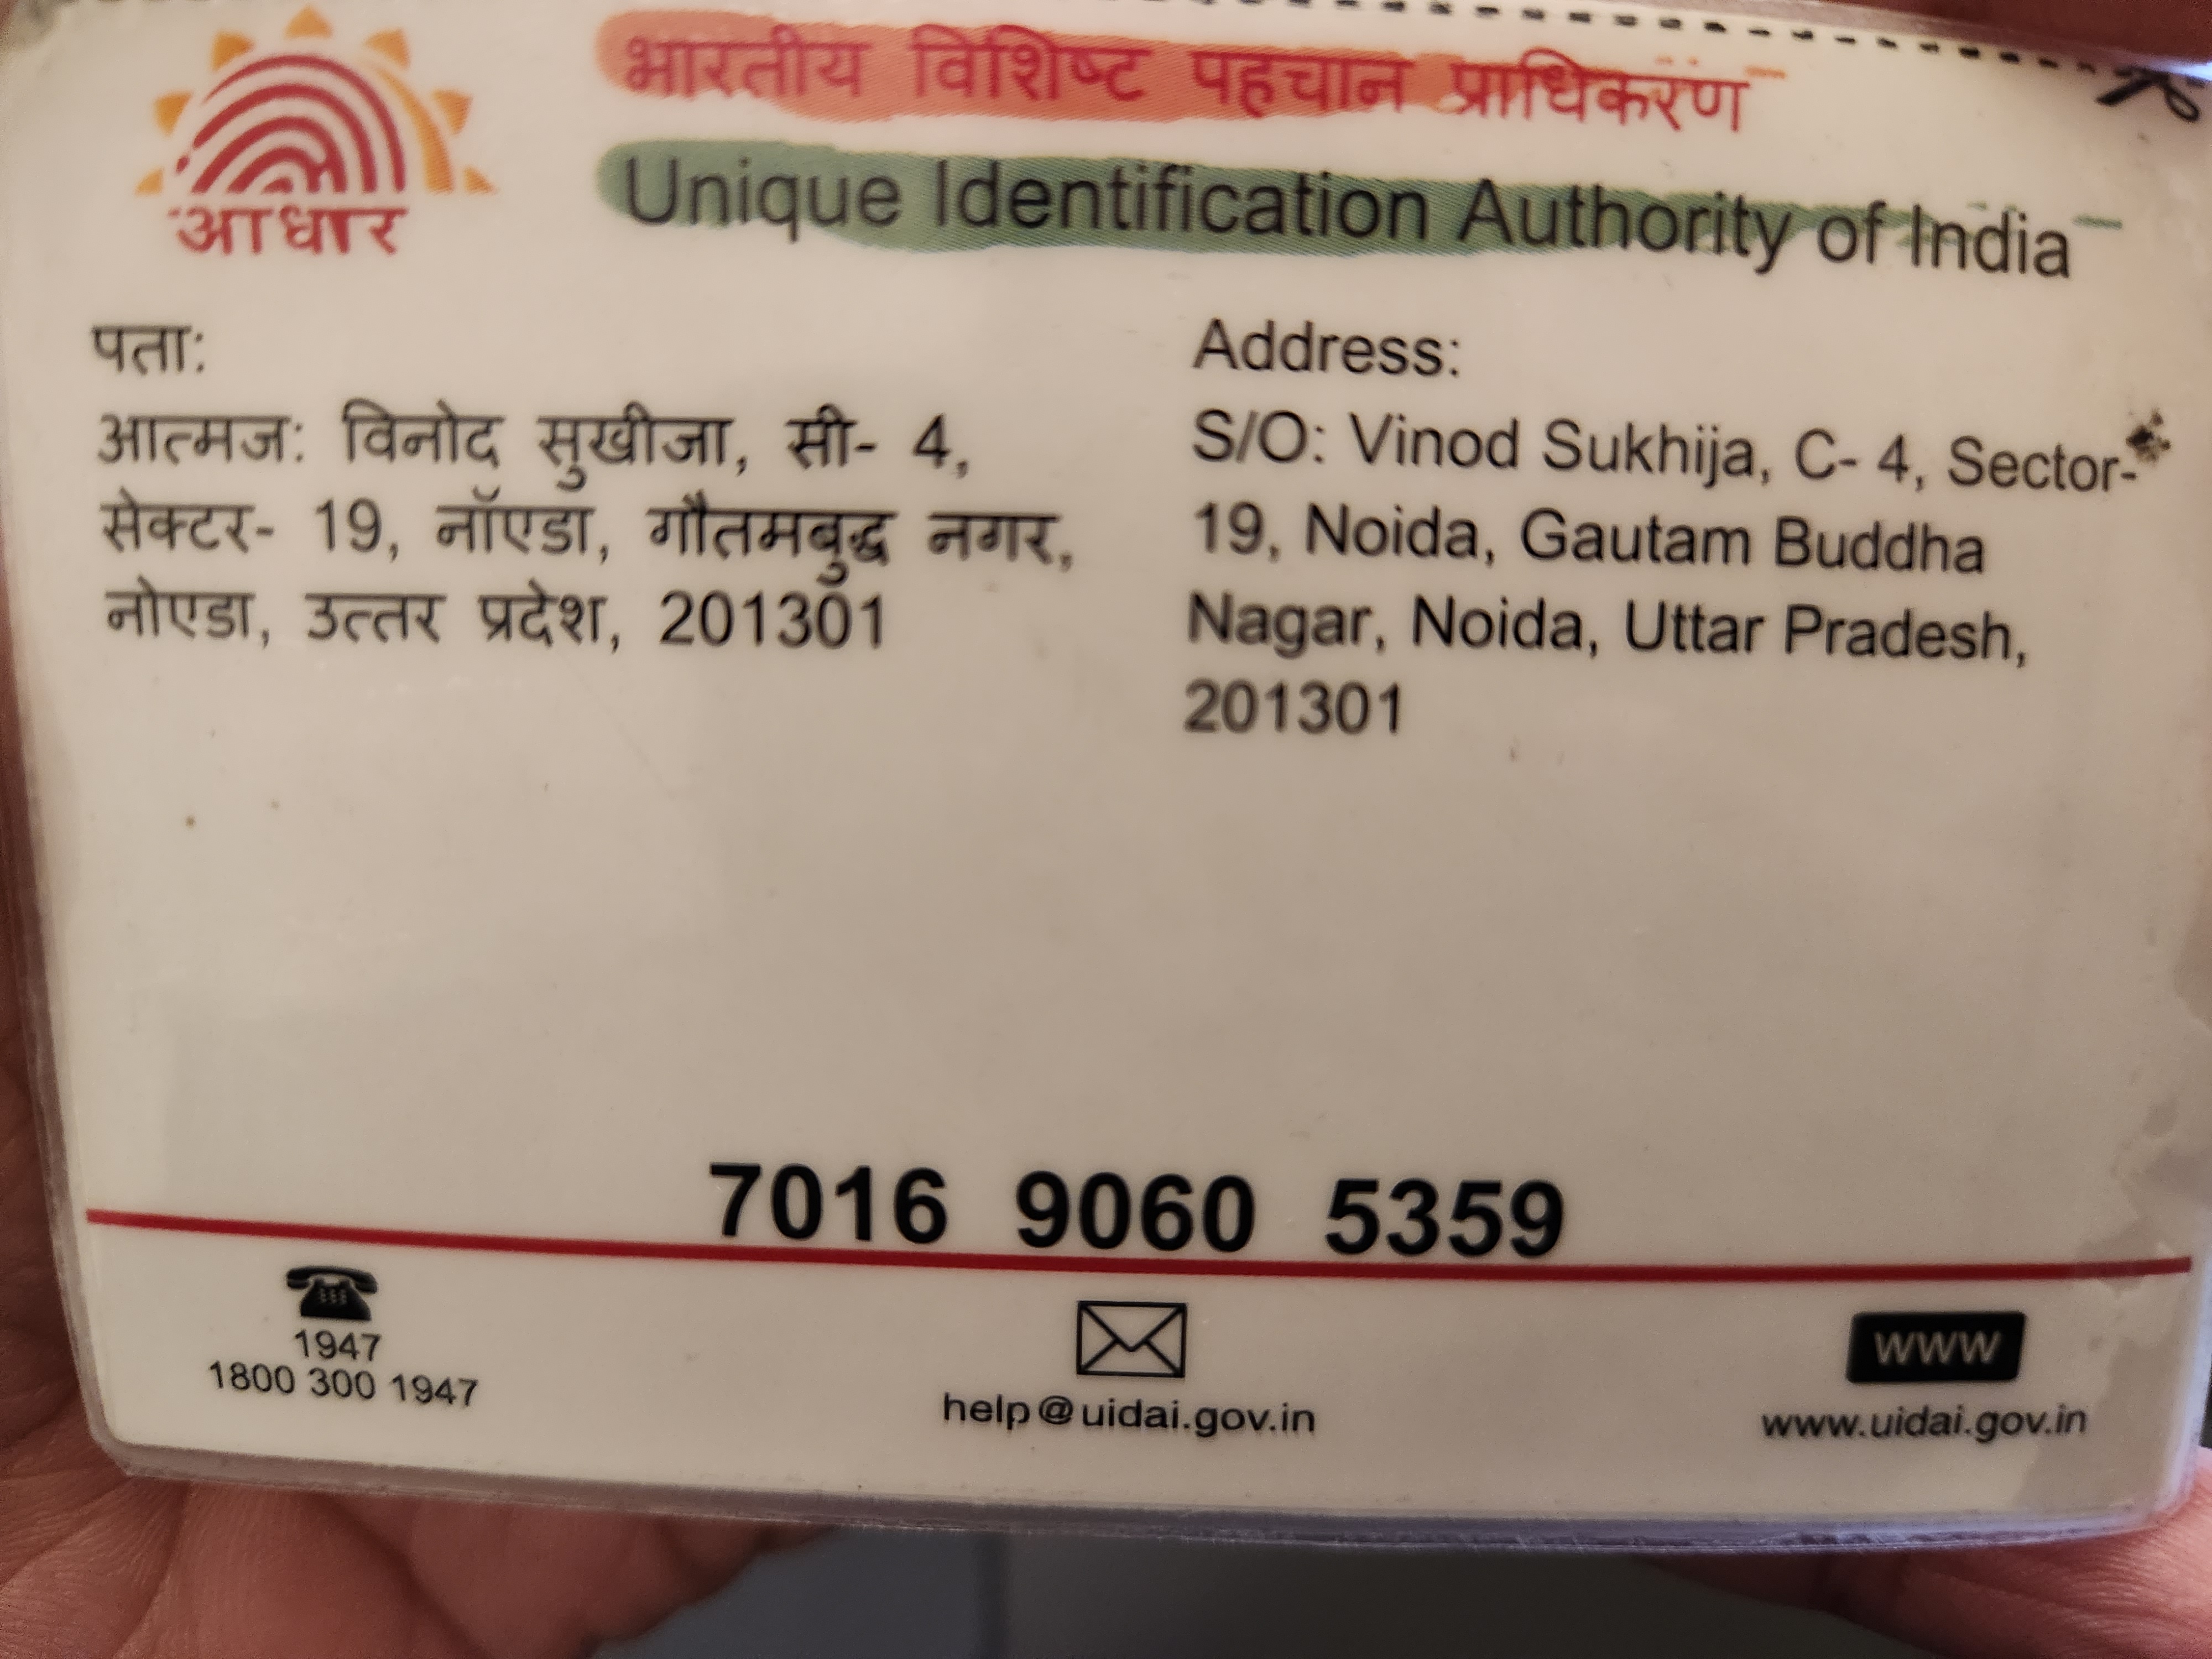 भारतीय विशिष्ट पहचान प्राधिकरण
Unique Identification Authority of India
आधार
पता:
आत्मज: विनोद सुखीजा, सी- 4,
सेक्टर- 19, नॉएडा, गौतमबुद्ध नगर,
नोएडा, उत्तर प्रदेश, 201301
Address:
S/O: Vinod Sukhija, C- 4, Sector-
19, Noida, Gautam Buddha
Nagar, Noida, Uttar Pradesh,
201301
7016 9060 5359
1947
1800 300 1947
help@uidai.gov.in
www
www.uidai.gov.in